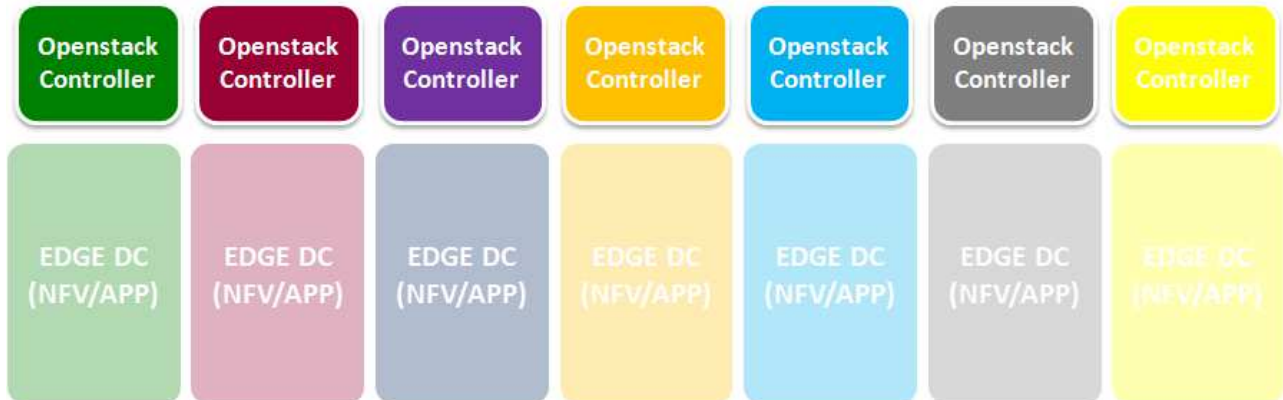 Openstack
Controller
Openstack
Controller
Openstack
Controller
Openstack
Controller
Openstack
Controller
Openstack
Controller
Openstack
Controller
EDGE DC
(NFV/APP)
EDGE DC
(NFV/APP)
EDGE DC
(NFV/APP)
EDGE DC
(NFV/APP)
EDGE DC
(NFV/APP)
EDGE DC
(NFV/APP)
EDGE DC
(NFV/APP)